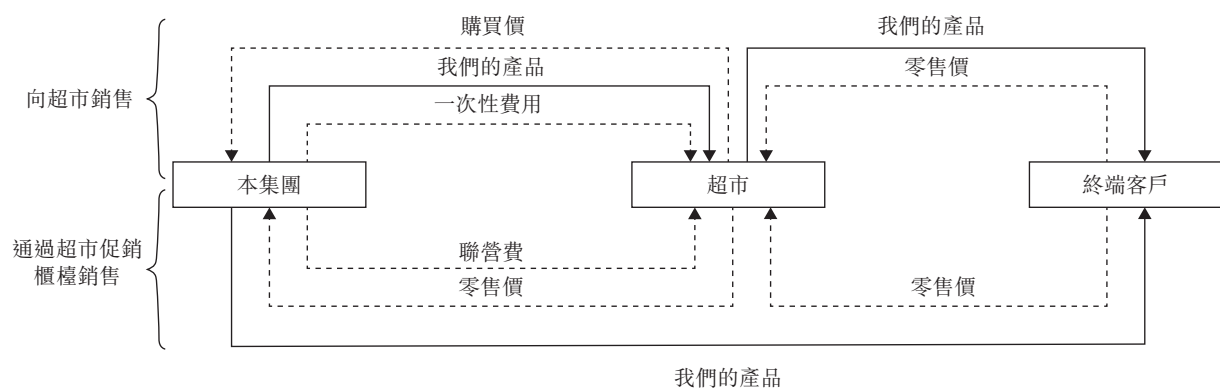 購買價
我們的產品
我們的產品
零售價
一次性費用
向超市銷售
本集團
超市
終端客戶
通過超市促銷
櫃檯銷售
聯營費
零售價
零售價
我們的產品